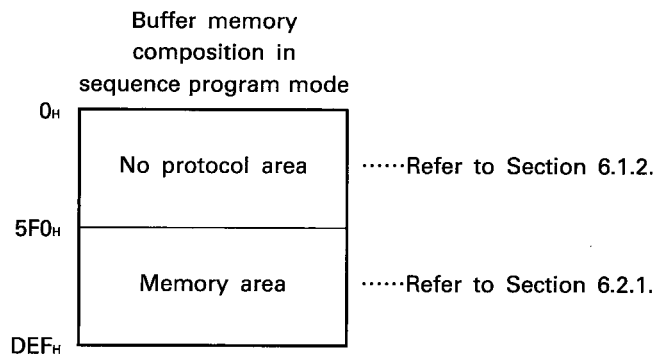 Buffer memory
composition in
sequence program mode
0H
No protocol area ······Refer to Section 6.1.2.
5F0H
Memory area ······Refer to Section 6.2.1.
DEFH